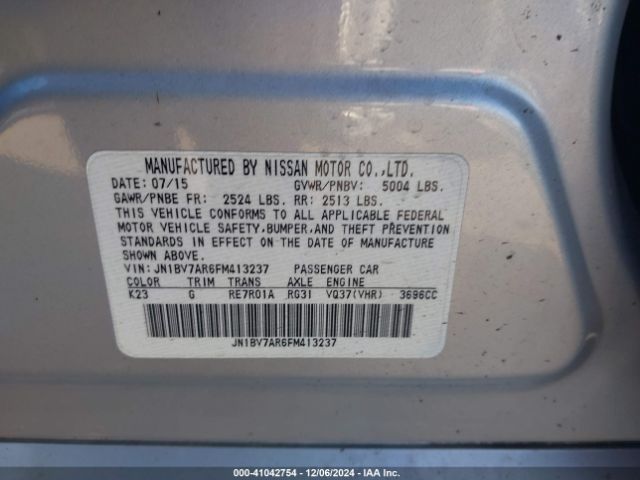 MANUFACTURED BY NISSAN MOTOR CO.,LTD.
DATE: 07/15 GVWR/PNBV: 5004 LBS.
GAWR/PNBE FR: 2524 LBS. RR: 2513 LBS.
THIS VEHICLE CONFORMS TO ALL APPLICABLE FEDERAL
MOTOR VEHICLE SAFETY,BUMPER,AND THEFT PREVENTION
STANDARDS IN EFFECT ON THE DATE OF MANUFACTURE
SHOWN ABOVE.
VIN: JN1BV7AR6FM413237 PASSENGER CAR
COLOR TRIM TRANS AXLE ENGINE
K23 G RE7R01A RG31 VQ37(VHR) 3696CC
JN1BV7AR6FM413237
000-41042754 - 12/06/2024 - IAA Inc.